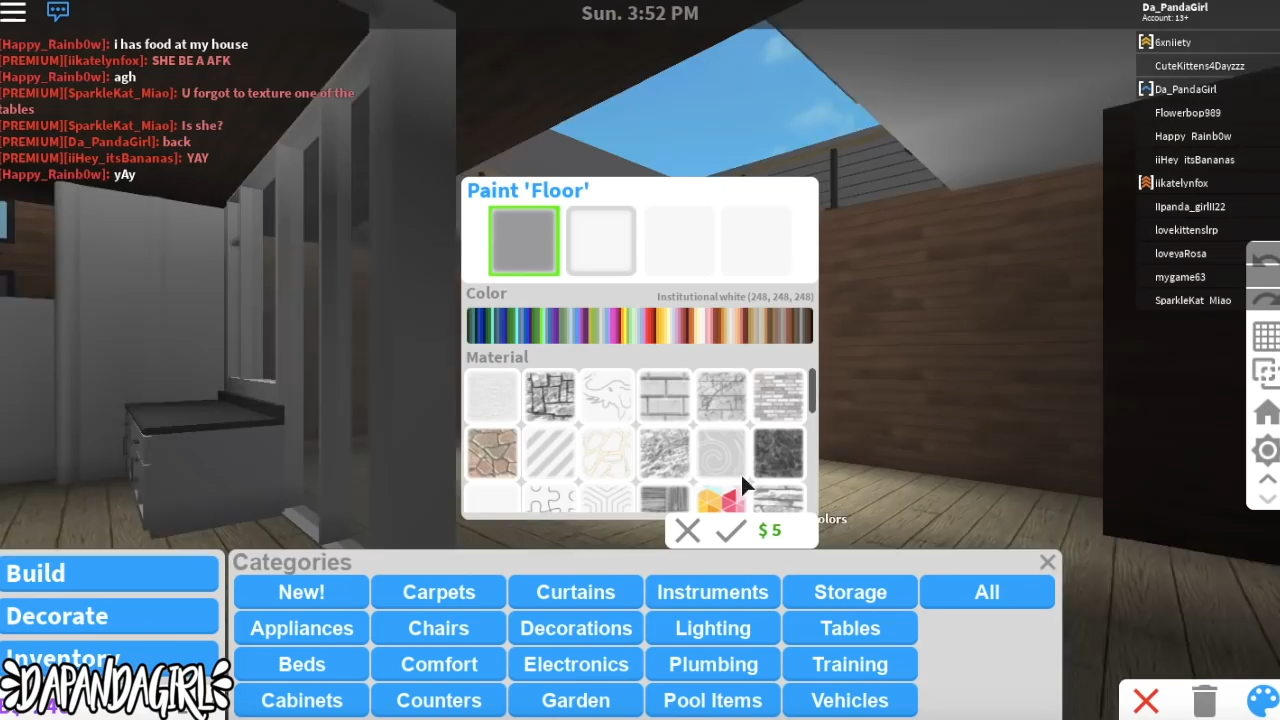 Sun. 3:52 PM
[Happy_Rainb0w]: i has food at my house
[PREMIUM][iikatelynfox]: SHE BE A AFK
[Happy_Rainb0w]: agh
[PREMIUM][SparkleKat_Miao]: U forgot to texture one of the
tables
[PREMIUM][SparkleKat_Miao]: Is she?
[PREMIUM][Da_PandaGirl]: back
[PREMIUM][iiHey_itsBananas]: YAY
[Happy_Rainb0w]: yAy
Da_PandaGirl
Account: 13+
6xniiety
CuteKittens4Dayzzz
Da_PandaGirl
Flowerbop989
Happy_Rainb0w
iiHey_itsBananas
iikatelynfox
IIpanda_girlII22
lovekittenslrp
loveyaRosa
mygame63
SparkleKat_Miao
Paint 'Floor'
Color
Institutional white (248, 248, 248)
Material
olors
$ 5
Build
Decorate
Inventory
DAPANDAGIRL
Categories
New! Carpets Curtains Instruments Storage All
Appliances Chairs Decorations Lighting Tables
Beds Comfort Electronics Plumbing Training
Cabinets Counters Garden Pool Items Vehicles